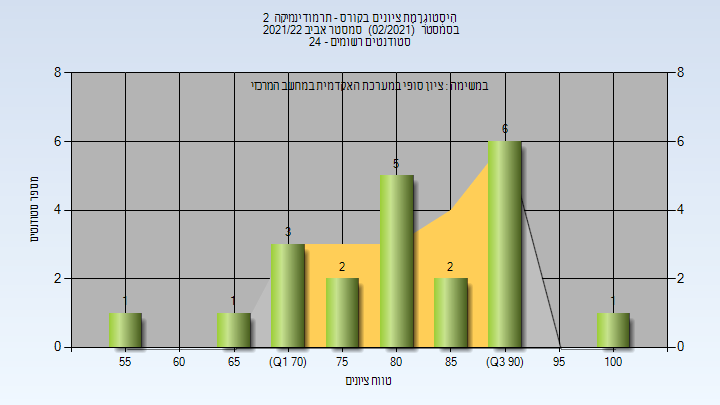 היסטוגרמת ציונים בקורס - תרמודינמיקה 2
בסמסטר (02/2021) סמסטר אביב 2021/22
סטודנטים רשומים - 24
במשימה : ציון סופי במערכת האקדמית במחשב המרכזי
8 8
6 6
4 4
2 2
0 0
מספר סטודנטים
1 1 3 2 5 2 6 1
55 60 65 (Q1 70) 75 80 85 (Q3 90) 95 100
טווח ציונים